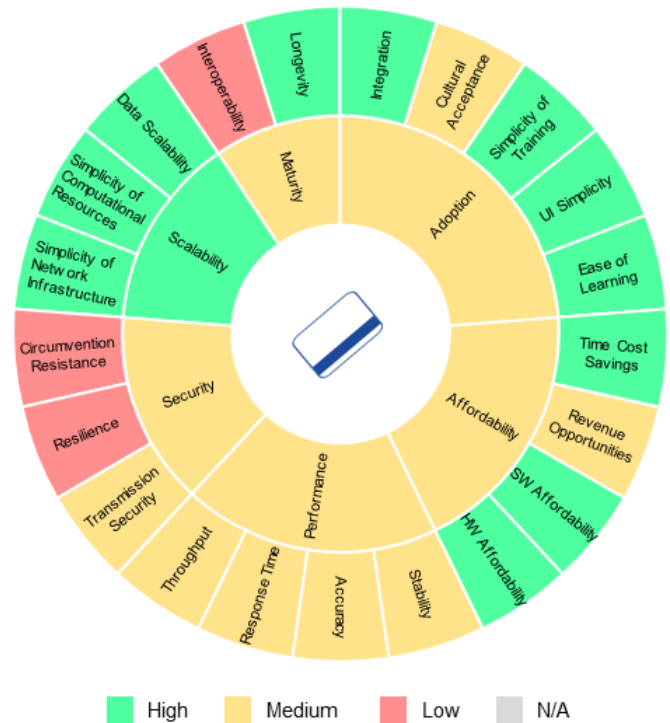 Longevity
Integration
Cultural
Acceptance
Simplicity of
Training
UI Simplicity
Ease of
Learning
Time Cost
Savings
Revenue
Opportunities
SW Affordability
HW Affordability
Stability
Accuracy
Response Time
Throughput
Transmission
Security
Resilience
Circumvention
Resistance
Simplicity of
Network
Infrastructure
Simplicity of
Computational
Resources
Data Scalability
Interoperability
Maturity
Adoption
Affordability
Performance
Security
Scalability
High
Medium
Low
N/A